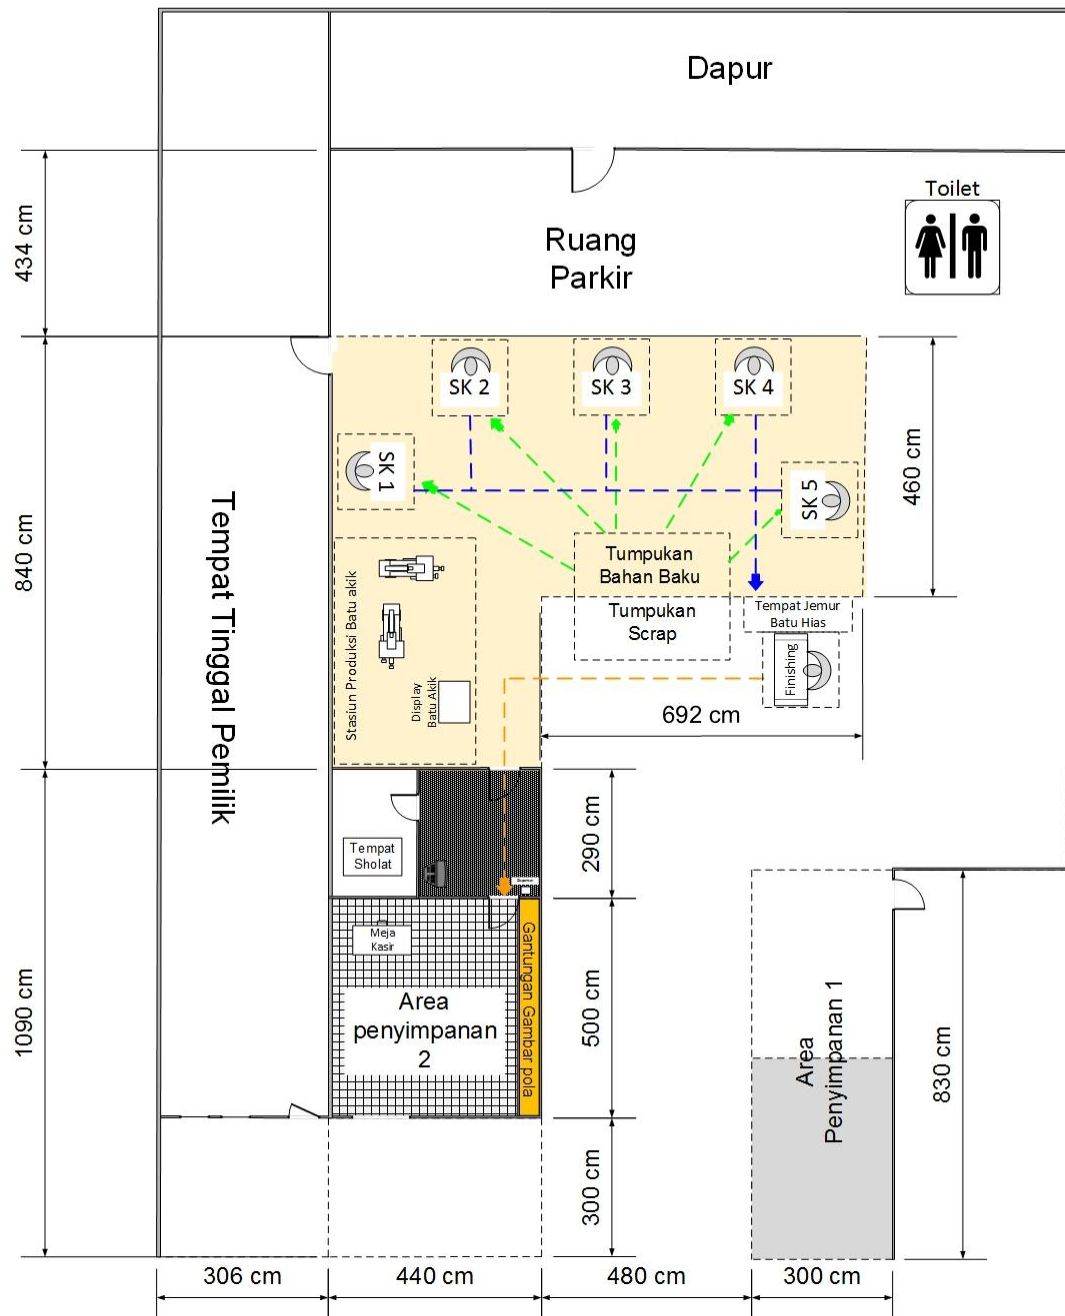 Dapur
Toilet
Ruang
Parkir
434 cm
SK 2
SK 3
SK 4
SK 1
SK 5
460 cm
840 cm
Tempat Tinggal Pemilik
Tumpukan
Bahan Baku
Tumpukan
Scrap
Tempat Jemur
Batu Hias
Finishing
Stasiun Produksi Batu akik
Display
Batu Akik
692 cm
Tempat
Sholat
290 cm
Meja
Kasir
Area
penyimpanan
2
Gantungan Gambar pola
500 cm
1090 cm
Area
Penyimpanan 1
830 cm
300 cm
306 cm
440 cm
480 cm
300 cm